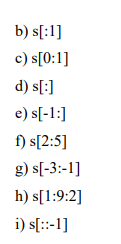 b) s[:1]
c) s[0:1]
d) s[:]
e) s[-1:]
f) s[2:5]
g) s[-3:-1]
h) s[1:9:2]
i) s[::-1]